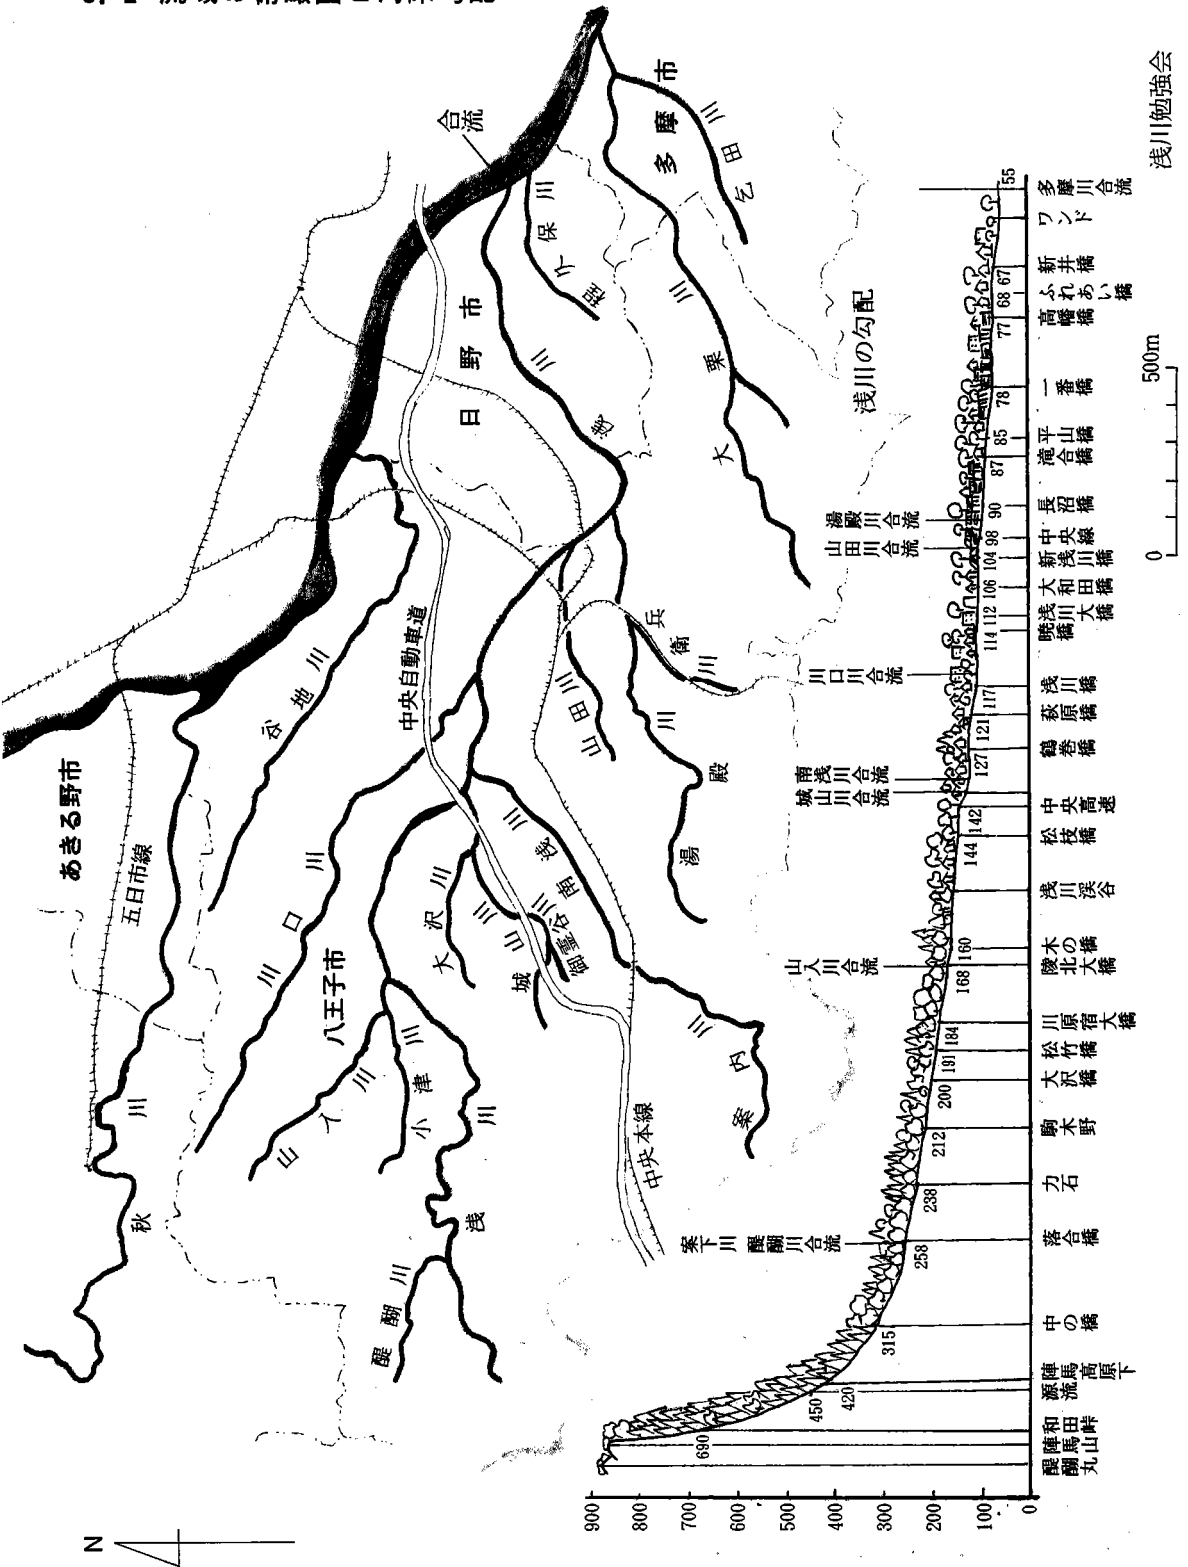 N
秋川
五日市線
あきる野市
谷地川
川口川
八王子市
山入川
小津川
醍醐川
浅川
大沢川
城山川
御霊谷川
南浅川
案内川
中央本線
中央自動車道
山田川
湯殿川
兵衛川
日野市
浅川
程久保川
合流
大栗川
乞田川
多摩市
浅川の勾配
900
800
700
600
500
400
300
200
100
0
醍醐丸
陣馬山
和田峠
690
源流
450
陣馬高原下
420
中の橋
315
落合橋
258
案下川 醍醐川合流
力石
238
駒木野
212
大沢橋
200
松竹橋
191
川原宿大橋
184
陵北大橋
168
山入川合流
木の橋
160
浅川渓谷
松枝橋
144
中央高速
142
城山川合流
南浅川合流
鶴巻橋
127
萩原橋
121
浅川橋
117
川口川合流
暁橋
114
浅川大橋
112
大和田橋
106
新浅川橋
104
中央線
98
山田川合流
湯殿川合流
長沼橋
90
滝合橋
87
平山橋
85
一番橋
78
高幡橋
77
ふれあい橋
68
新井橋
67
ワンド
多摩川合流
55
0
500m
浅川勉強会